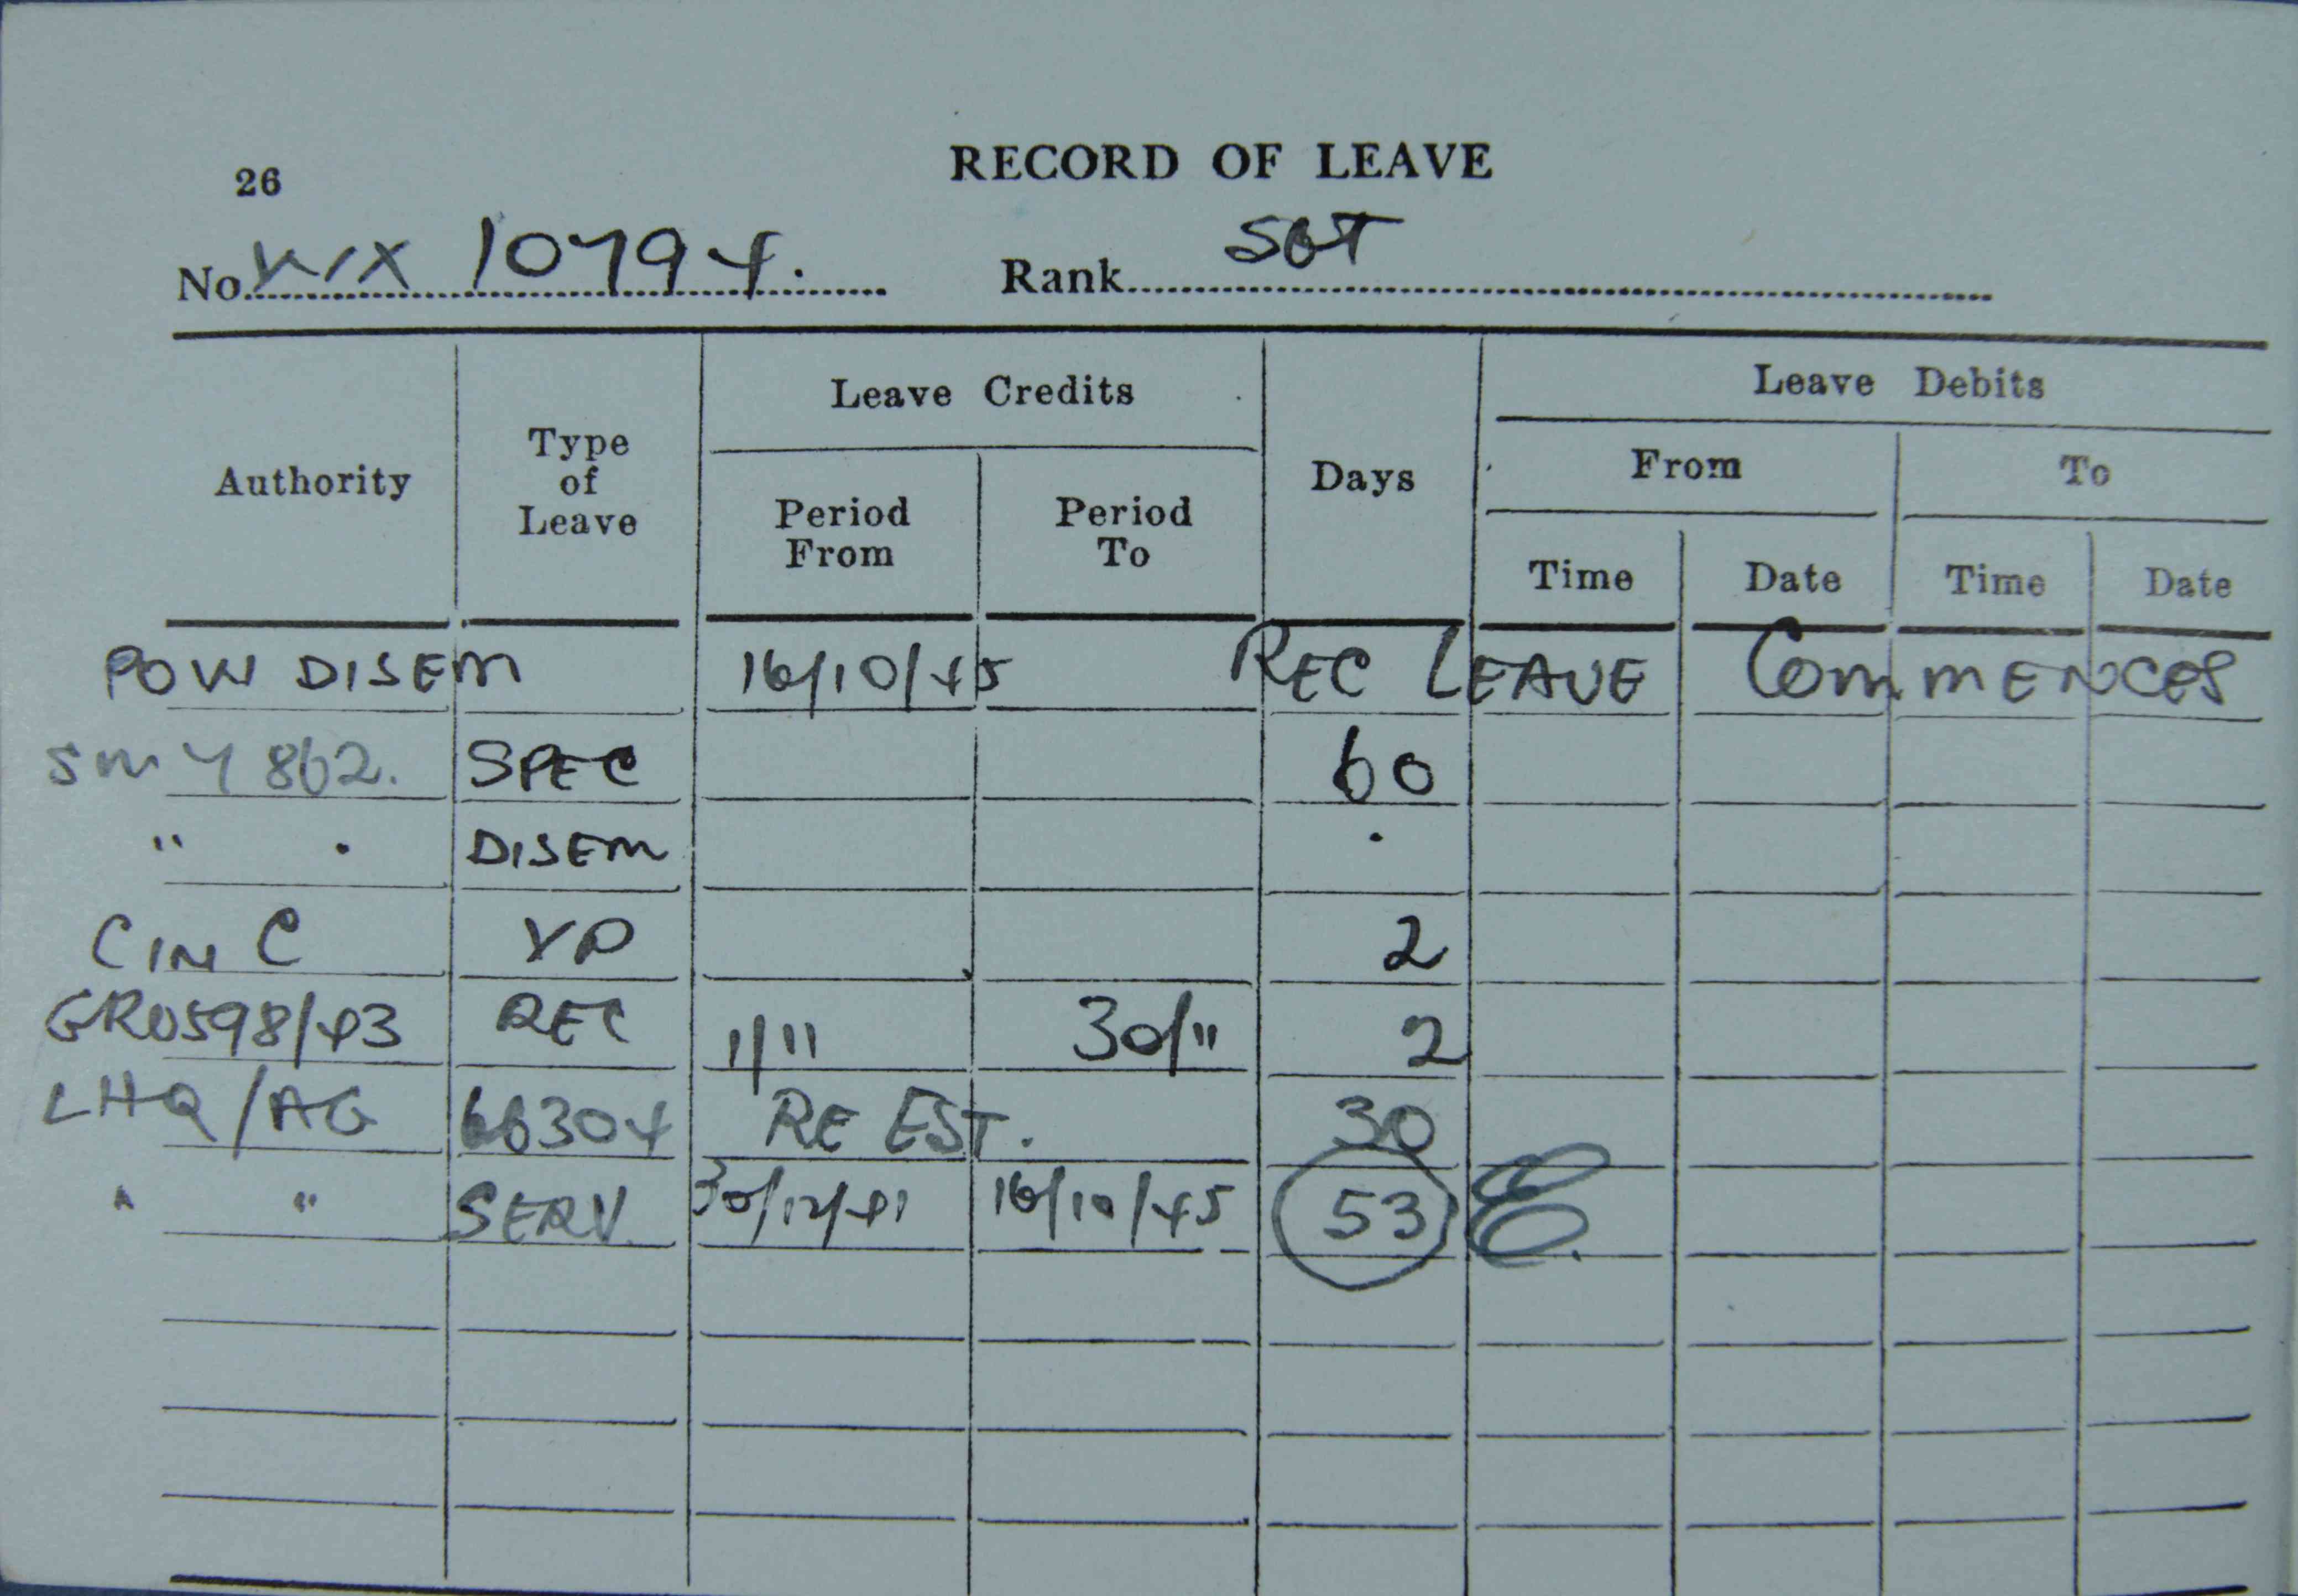 26
RECORD OF LEAVE
No. WX 10794. Rank SGT
Leave Credits Leave Debits
Authority Type of Leave Period From Period To Days From To
Time Date Time Date
POW DISEM 16/10/45 REC LEAVE COMMENCES
SM 7862. SPEC 60
" . DISEM .
C IN C VP 2
GRO598/43 REC 1/11 30/11 2
LHQ/AG 66304 RE EST. 30
" " SERV. 30/12/41 16/10/45 53